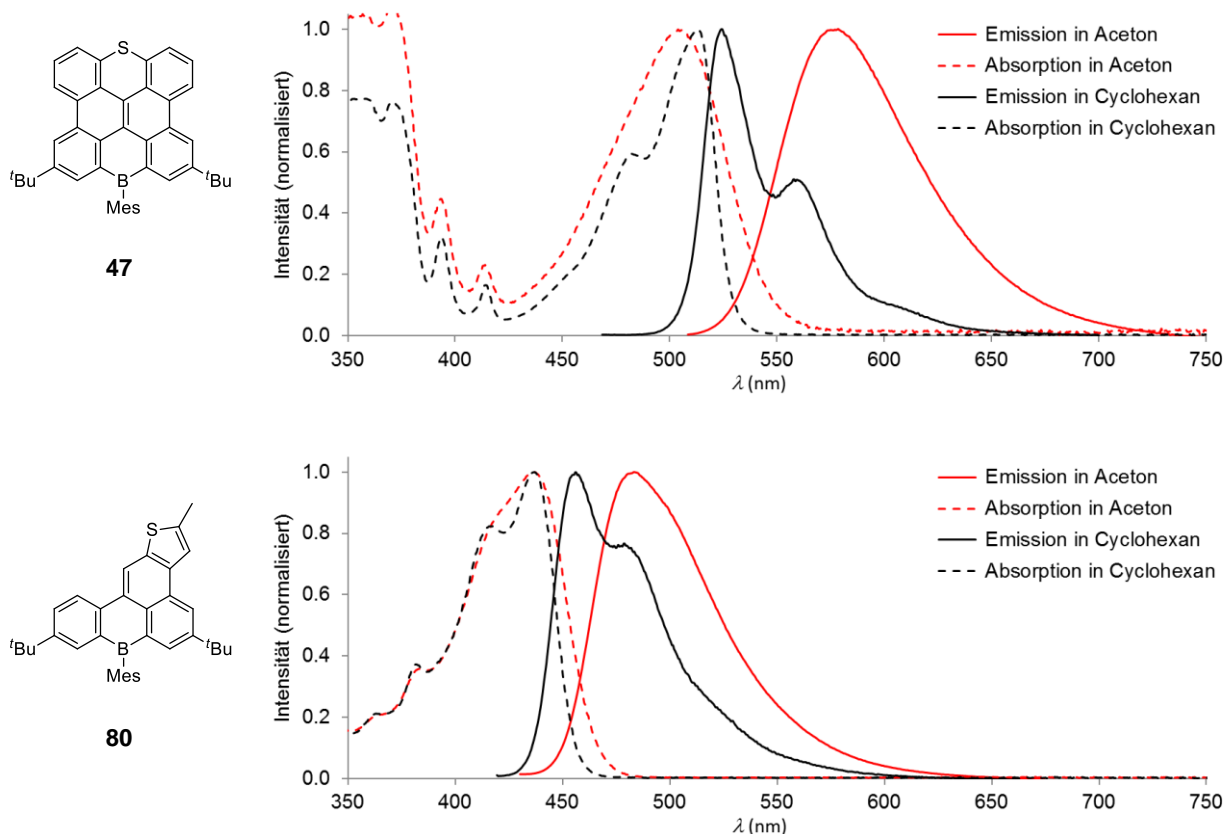 S
tBu
B
tBu
Mes
47
Intensität (normalisiert)
1.0
0.8
0.6
0.4
0.2
0.0
350 400 450 500 550 600 650 700 750
λ (nm)
Emission in Aceton
Absorption in Aceton
Emission in Cyclohexan
Absorption in Cyclohexan
S
tBu
B
tBu
Mes
80
Intensität (normalisiert)
1.0
0.8
0.6
0.4
0.2
0.0
350 400 450 500 550 600 650 700 750
λ (nm)
Emission in Aceton
Absorption in Aceton
Emission in Cyclohexan
Absorption in Cyclohexan